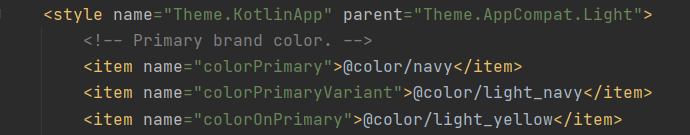 <style name="Theme.KotlinApp" parent="Theme.AppCompat.Light">
<!-- Primary brand color. -->
<item name="colorPrimary">@color/navy</item>
<item name="colorPrimaryVariant">@color/light_navy</item>
<item name="colorOnPrimary">@color/light_yellow</item>